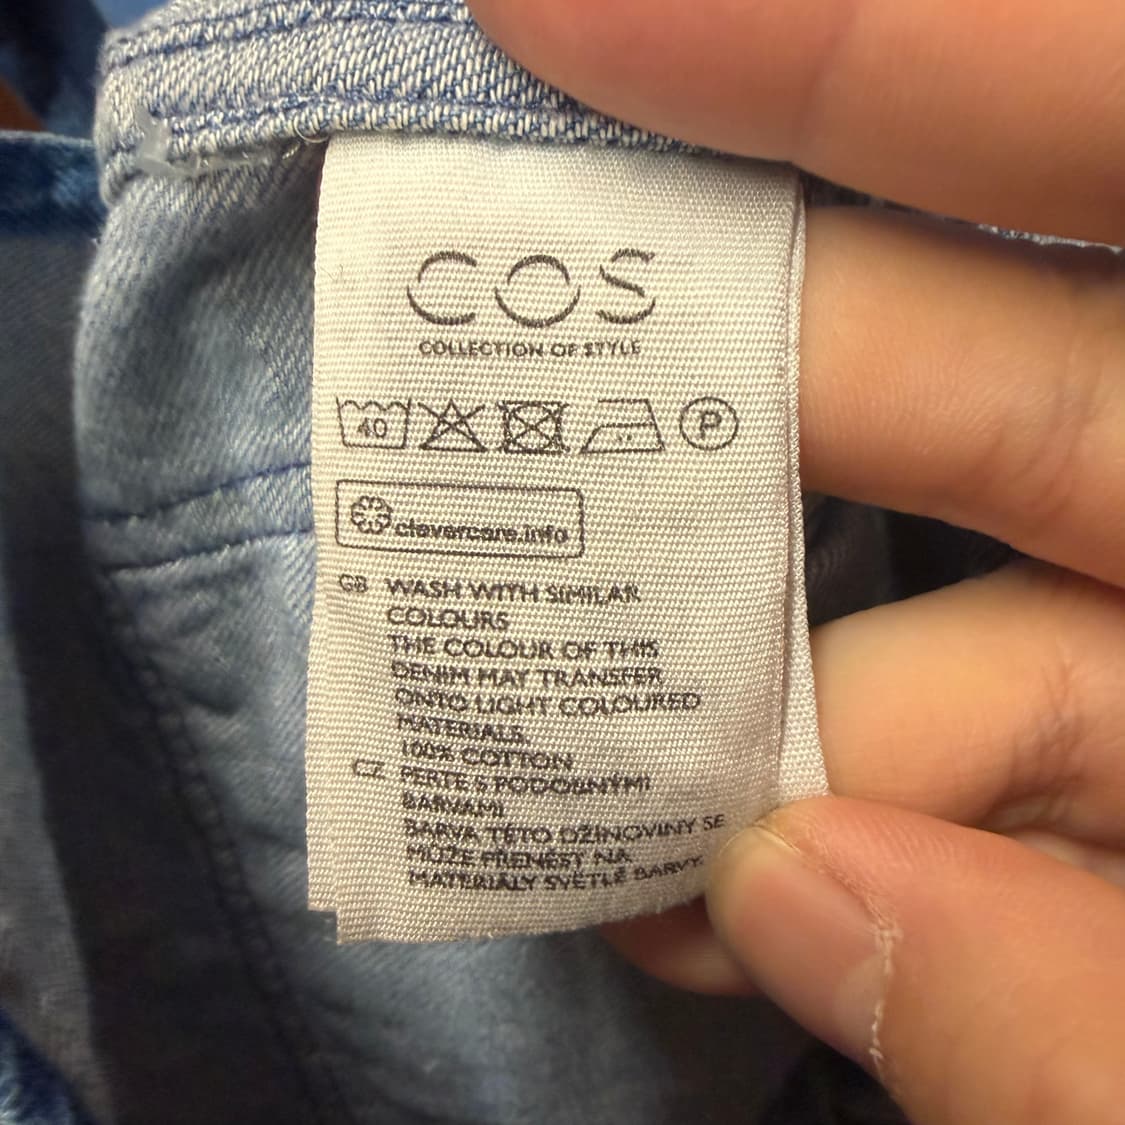 COS
COLLECTION OF STYLE
40 P
clevercare.info
GB WASH WITH SIMILAR
COLOURS
THE COLOUR OF THIS
DENIM MAY TRANSFER
ONTO LIGHT COLOURED
MATERIALS.
100% COTTON
CZ PERTE S PODOBNÝMI
BARVAMI
BARVA TÉTO DŽÍNOVINY SE
MŮŽE PŘENÉST NA
MATERIÁLY SVĚTLÉ BARVY.